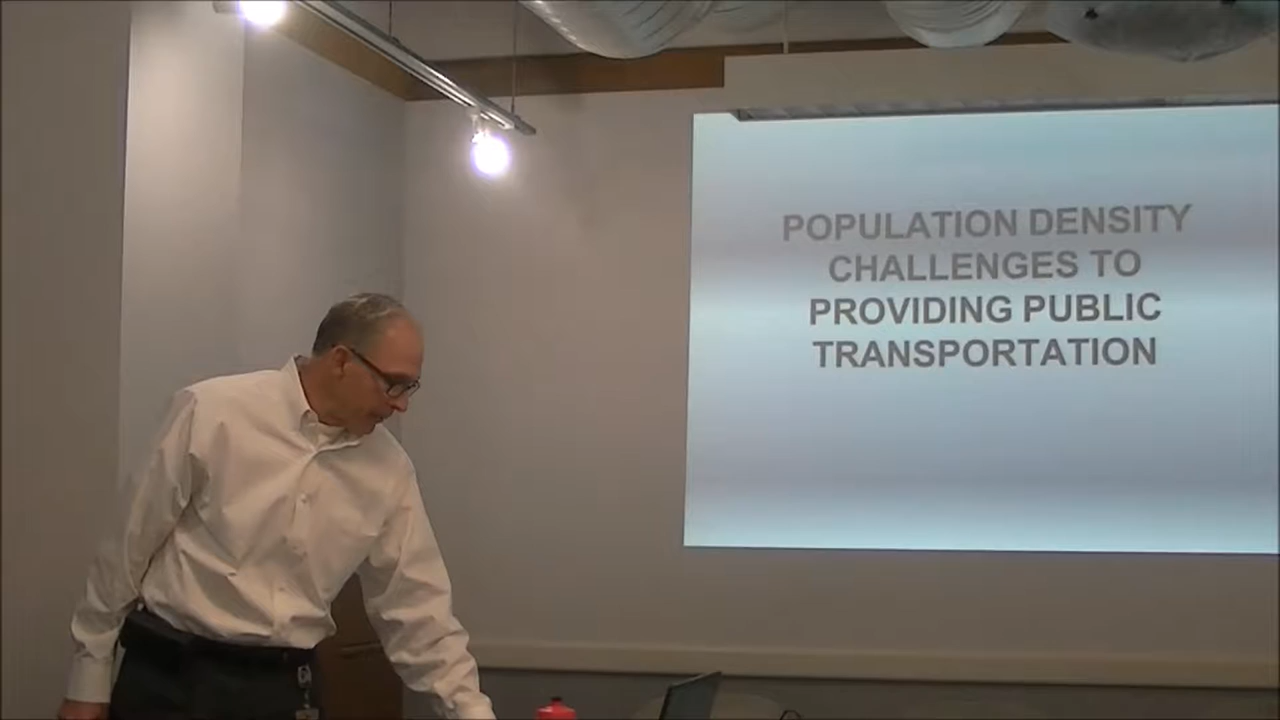 POPULATION DENSITY
CHALLENGES TO
PROVIDING PUBLIC
TRANSPORTATION